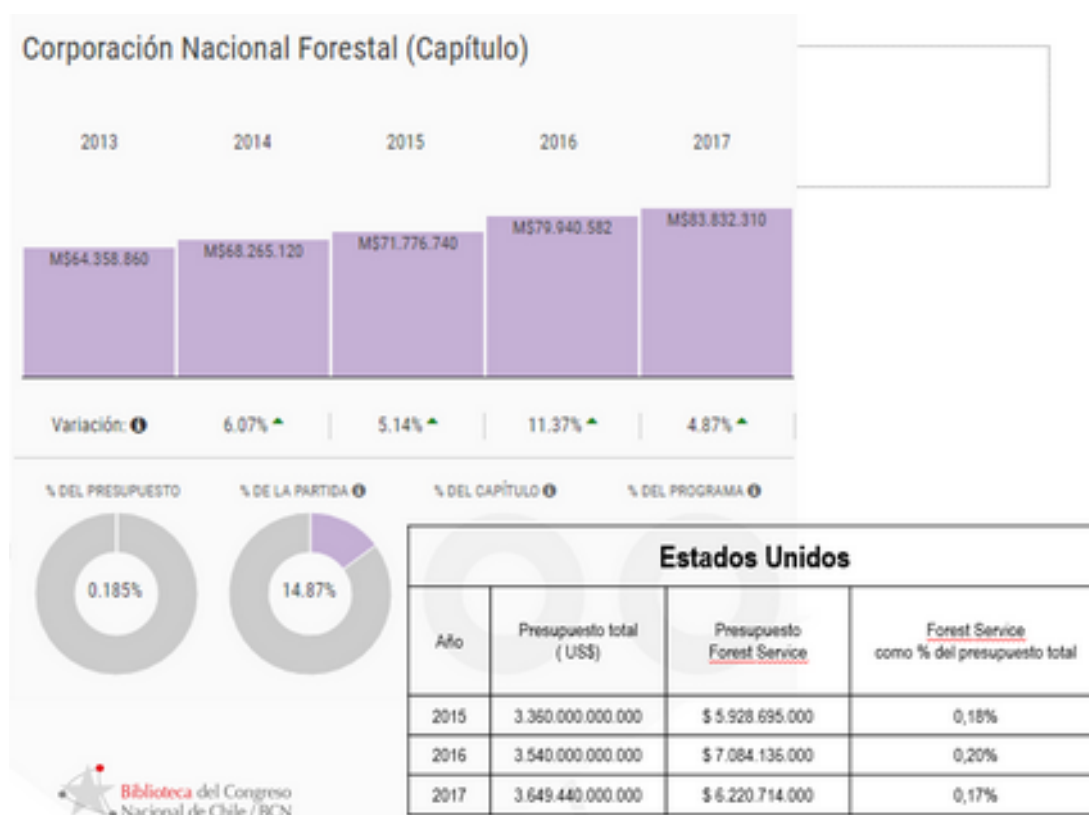 Corporación Nacional Forestal (Capítulo)
2013 2014 2015 2016 2017
M$64.358.860 M$68.265.120 M$71.776.740 M$79.940.582 M$83.832.310
Variación: 6.07% 5.14% 11.37% 4.87%
% DEL PRESUPUESTO % DE LA PARTIDA % DEL CAPÍTULO % DEL PROGRAMA
0.185% 14.87%
Estados Unidos
Año Presupuesto total Presupuesto Forest Service
( US$) Forest Service como % del presupuesto total
2015 3.360.000.000.000 $ 5.928.695.000 0,18%
2016 3.540.000.000.000 $ 7.084.136.000 0,20%
2017 3.649.440.000.000 $ 6.220.714.000 0,17%
Biblioteca del Congreso
Nacional de Chile / BCN